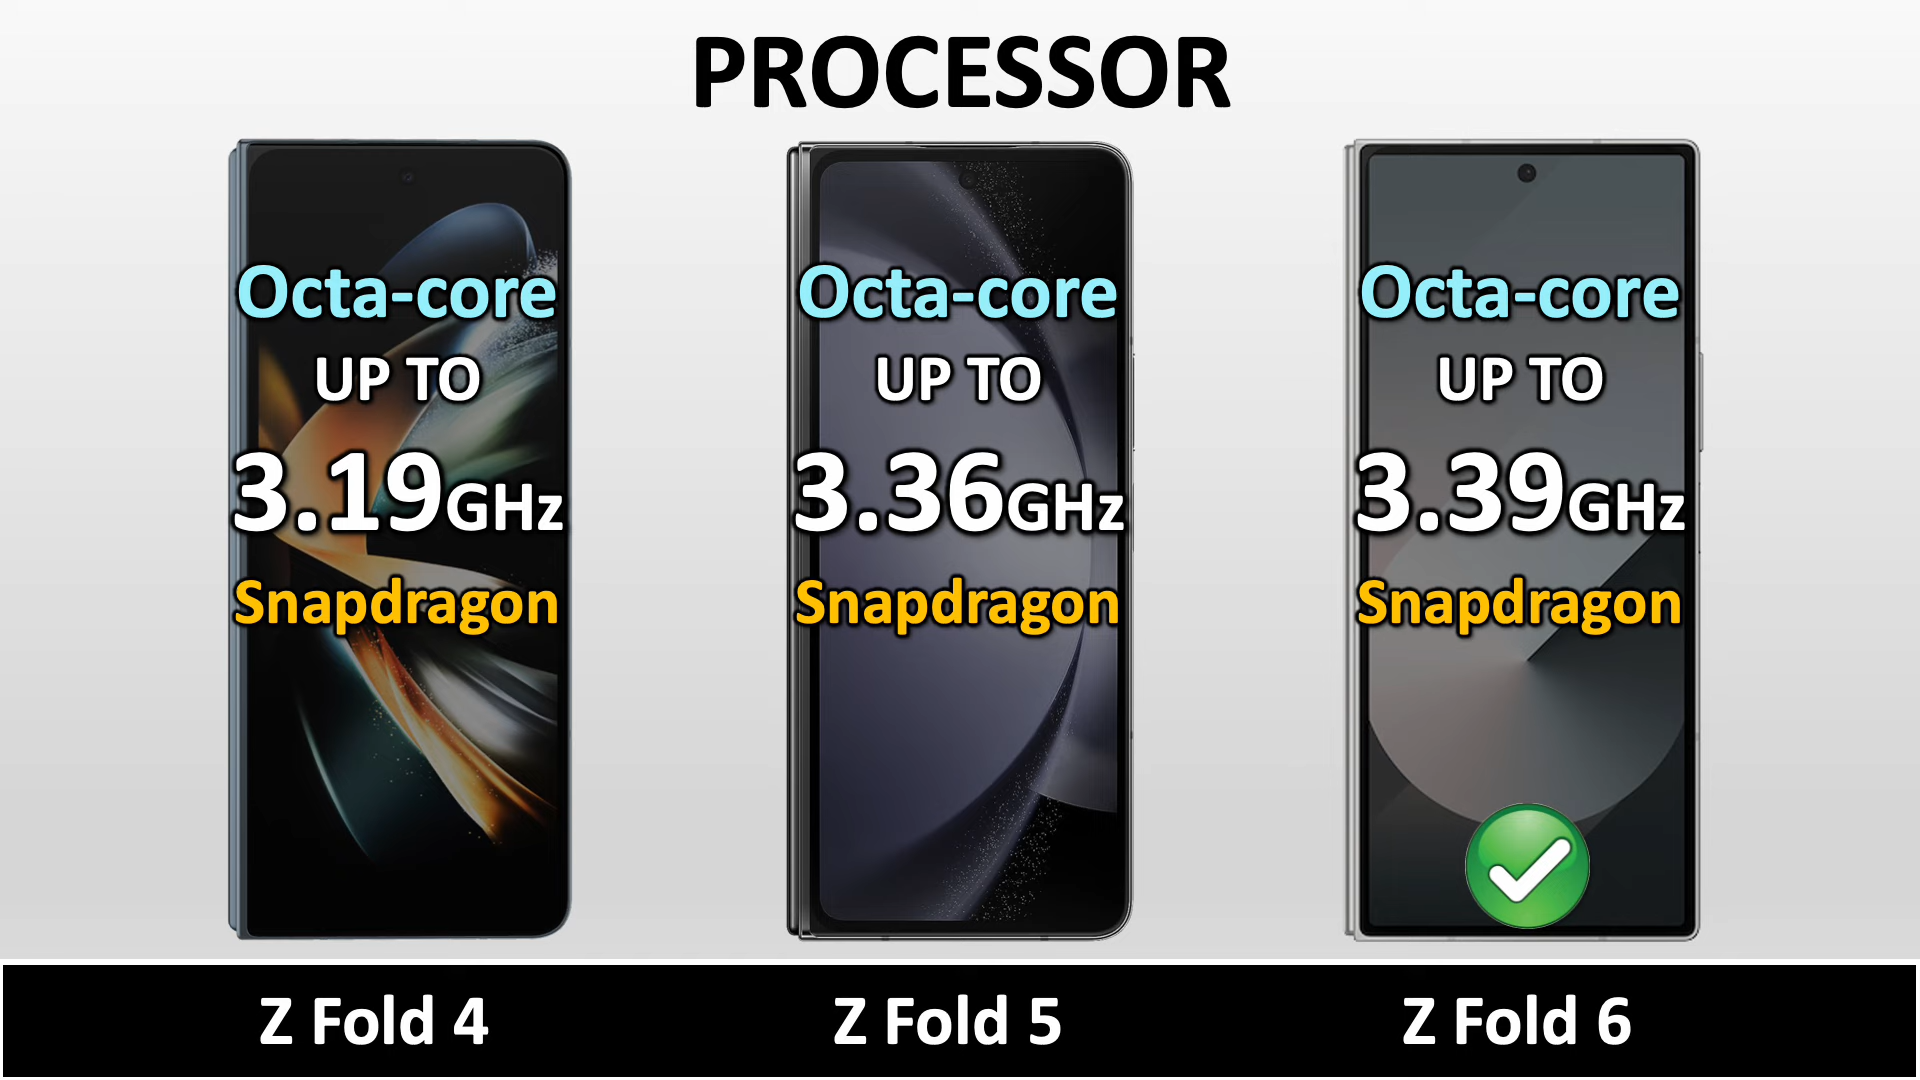 PROCESSOR
Octa-core
UP TO
3.19GHz
Snapdragon
Octa-core
UP TO
3.36GHz
Snapdragon
Octa-core
UP TO
3.39GHz
Snapdragon
Z Fold 4
Z Fold 5
Z Fold 6